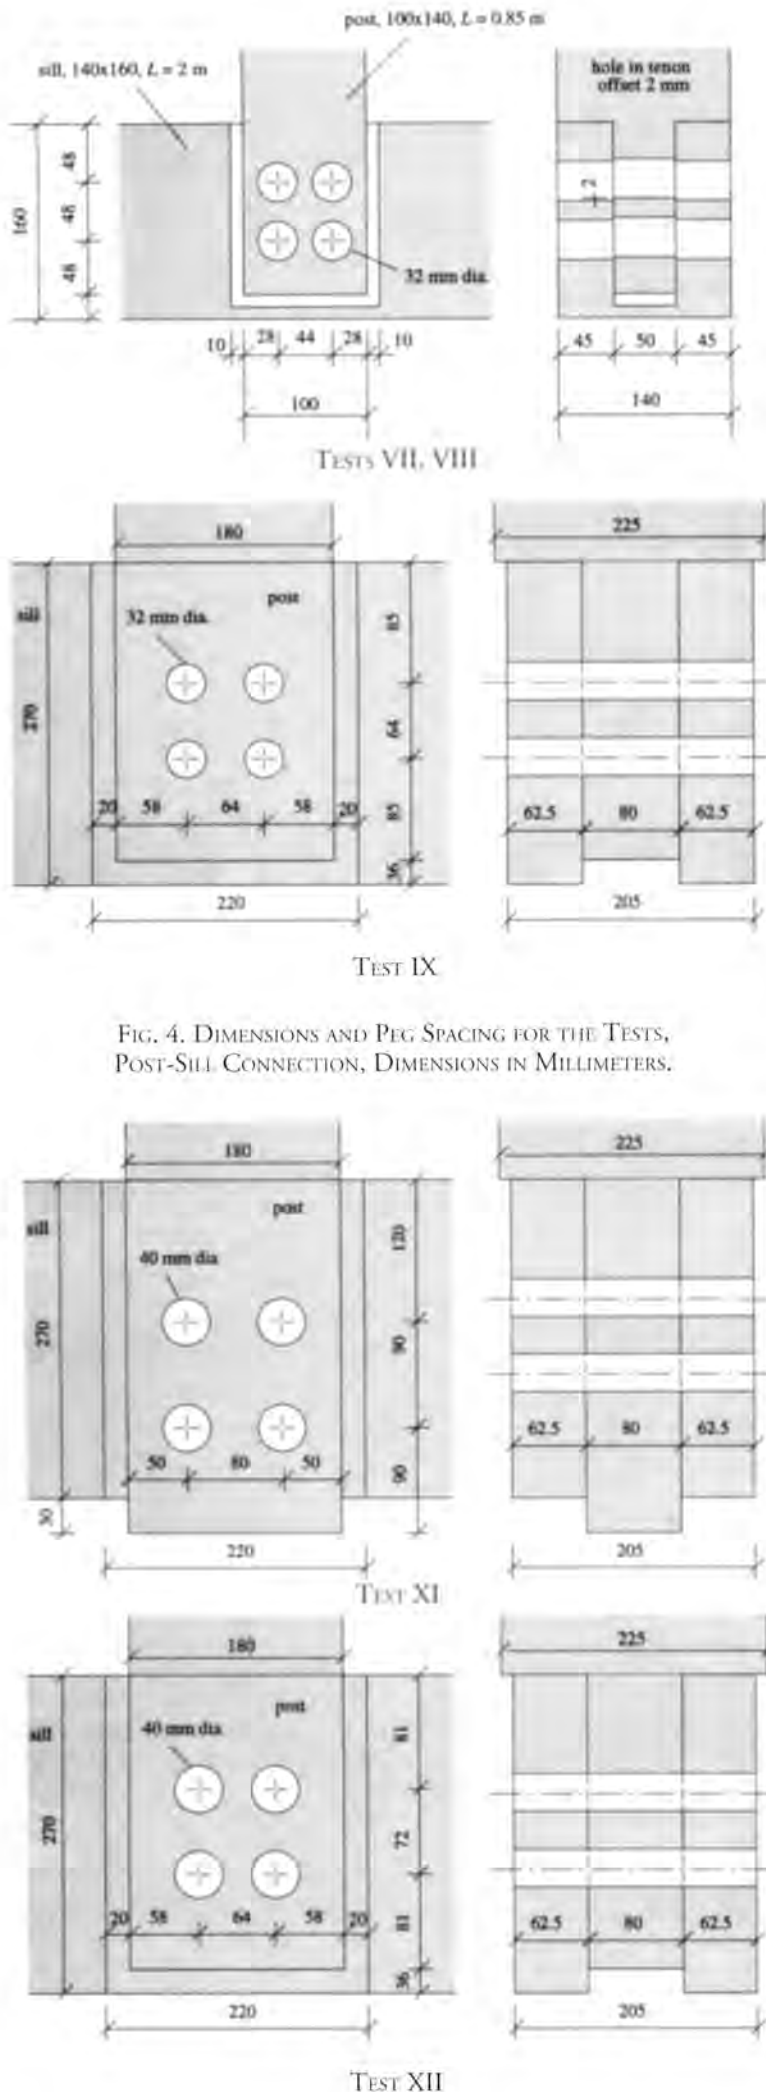 post, 100x140, L = 0.85 m
sill, 140x160, L = 2 m
hole in tenon
offset 2 mm
160
48
48
48
2
32 mm dia.
10 28 44 28 10
100
45 50 45
140
TESTS VII, VIII
180
225
sill
post
32 mm dia.
270
85
64
85
36
20 58 64 58 20
62.5 80 62.5
220
205
TEST IX
FIG. 4. DIMENSIONS AND PEG SPACING FOR THE TESTS,
POST-SILL CONNECTION, DIMENSIONS IN MILLIMETERS.
180
225
sill
post
40 mm dia
270
30
120
90
90
50 80 50
62.5 80 62.5
220
205
TEXT XI
180
225
sill
post
40 mm dia
270
81
72
81
36
20 58 64 58 20
62.5 80 62.5
220
205
TEST XII